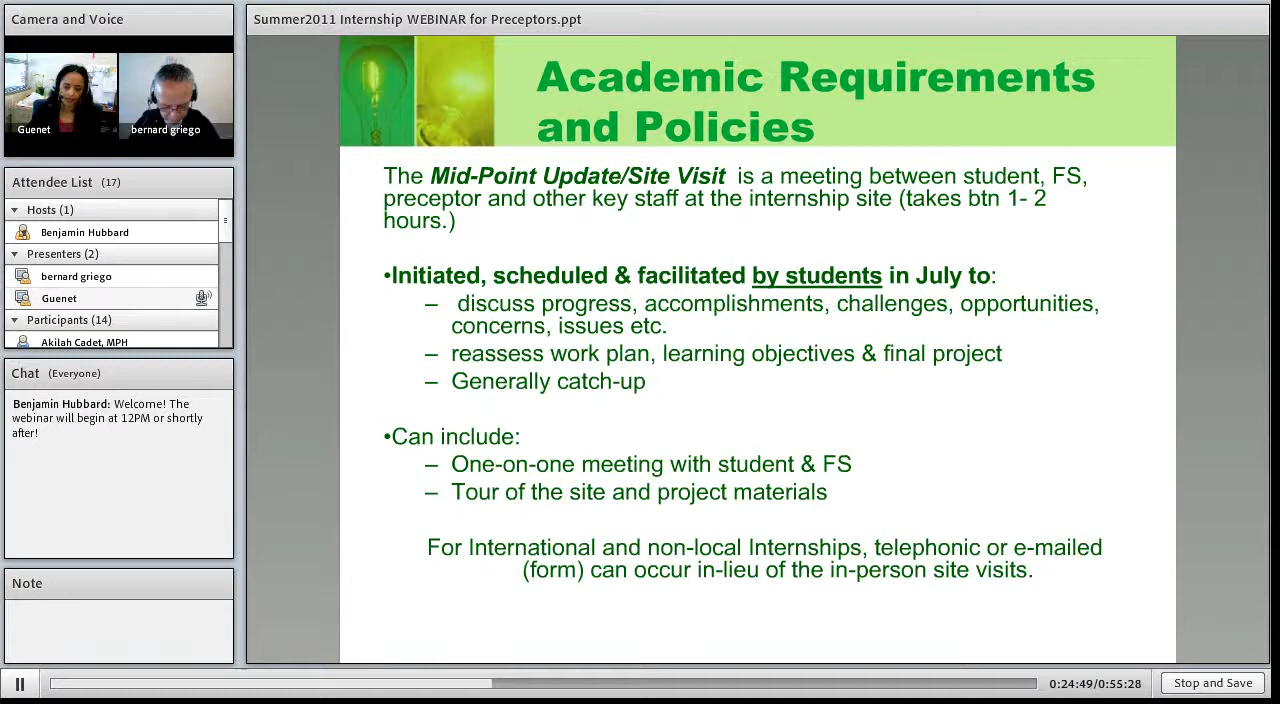 Camera and Voice
Guenet
bernard griego
Attendee List (17)
Hosts (1)
Benjamin Hubbard
Presenters (2)
bernard griego
Guenet
Participants (14)
Akilah Cadet, MPH
Chat (Everyone)
Benjamin Hubbard: Welcome! The
webinar will begin at 12PM or shortly
after!
Note
Summer2011 Internship WEBINAR for Preceptors.ppt
Academic Requirements
and Policies
The Mid-Point Update/Site Visit is a meeting between student, FS,
preceptor and other key staff at the internship site (takes btn 1- 2
hours.)
•Initiated, scheduled & facilitated by students in July to:
– discuss progress, accomplishments, challenges, opportunities,
concerns, issues etc.
– reassess work plan, learning objectives & final project
– Generally catch-up
•Can include:
– One-on-one meeting with student & FS
– Tour of the site and project materials
For International and non-local Internships, telephonic or e-mailed
(form) can occur in-lieu of the in-person site visits.
0:24:49/0:55:28
Stop and Save